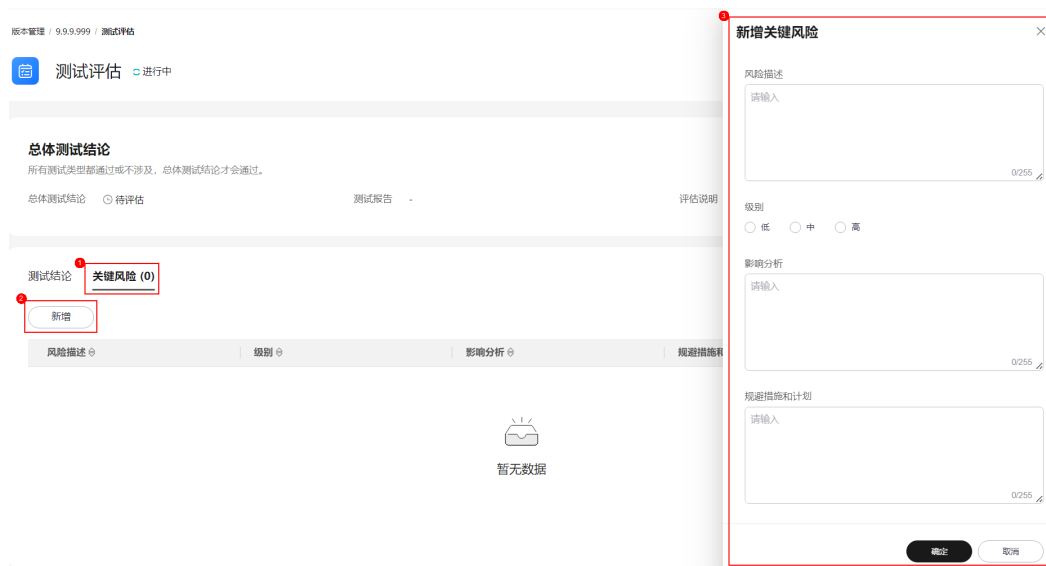 版本管理 / 9.9.9.999 / 测试评估
测试评估 进行中
总体测试结论
所有测试类型都通过或不涉及，总体测试结论才会通过。
总体测试结论 待评估 测试报告 - 评估说明
测试结论 1 关键风险 (0)
2
新增
风险描述 级别 影响分析 规避措施和
暂无数据
3
新增关键风险
风险描述
请输入
0/255
级别
低 中 高
影响分析
请输入
0/255
规避措施和计划
请输入
0/255
确定 取消